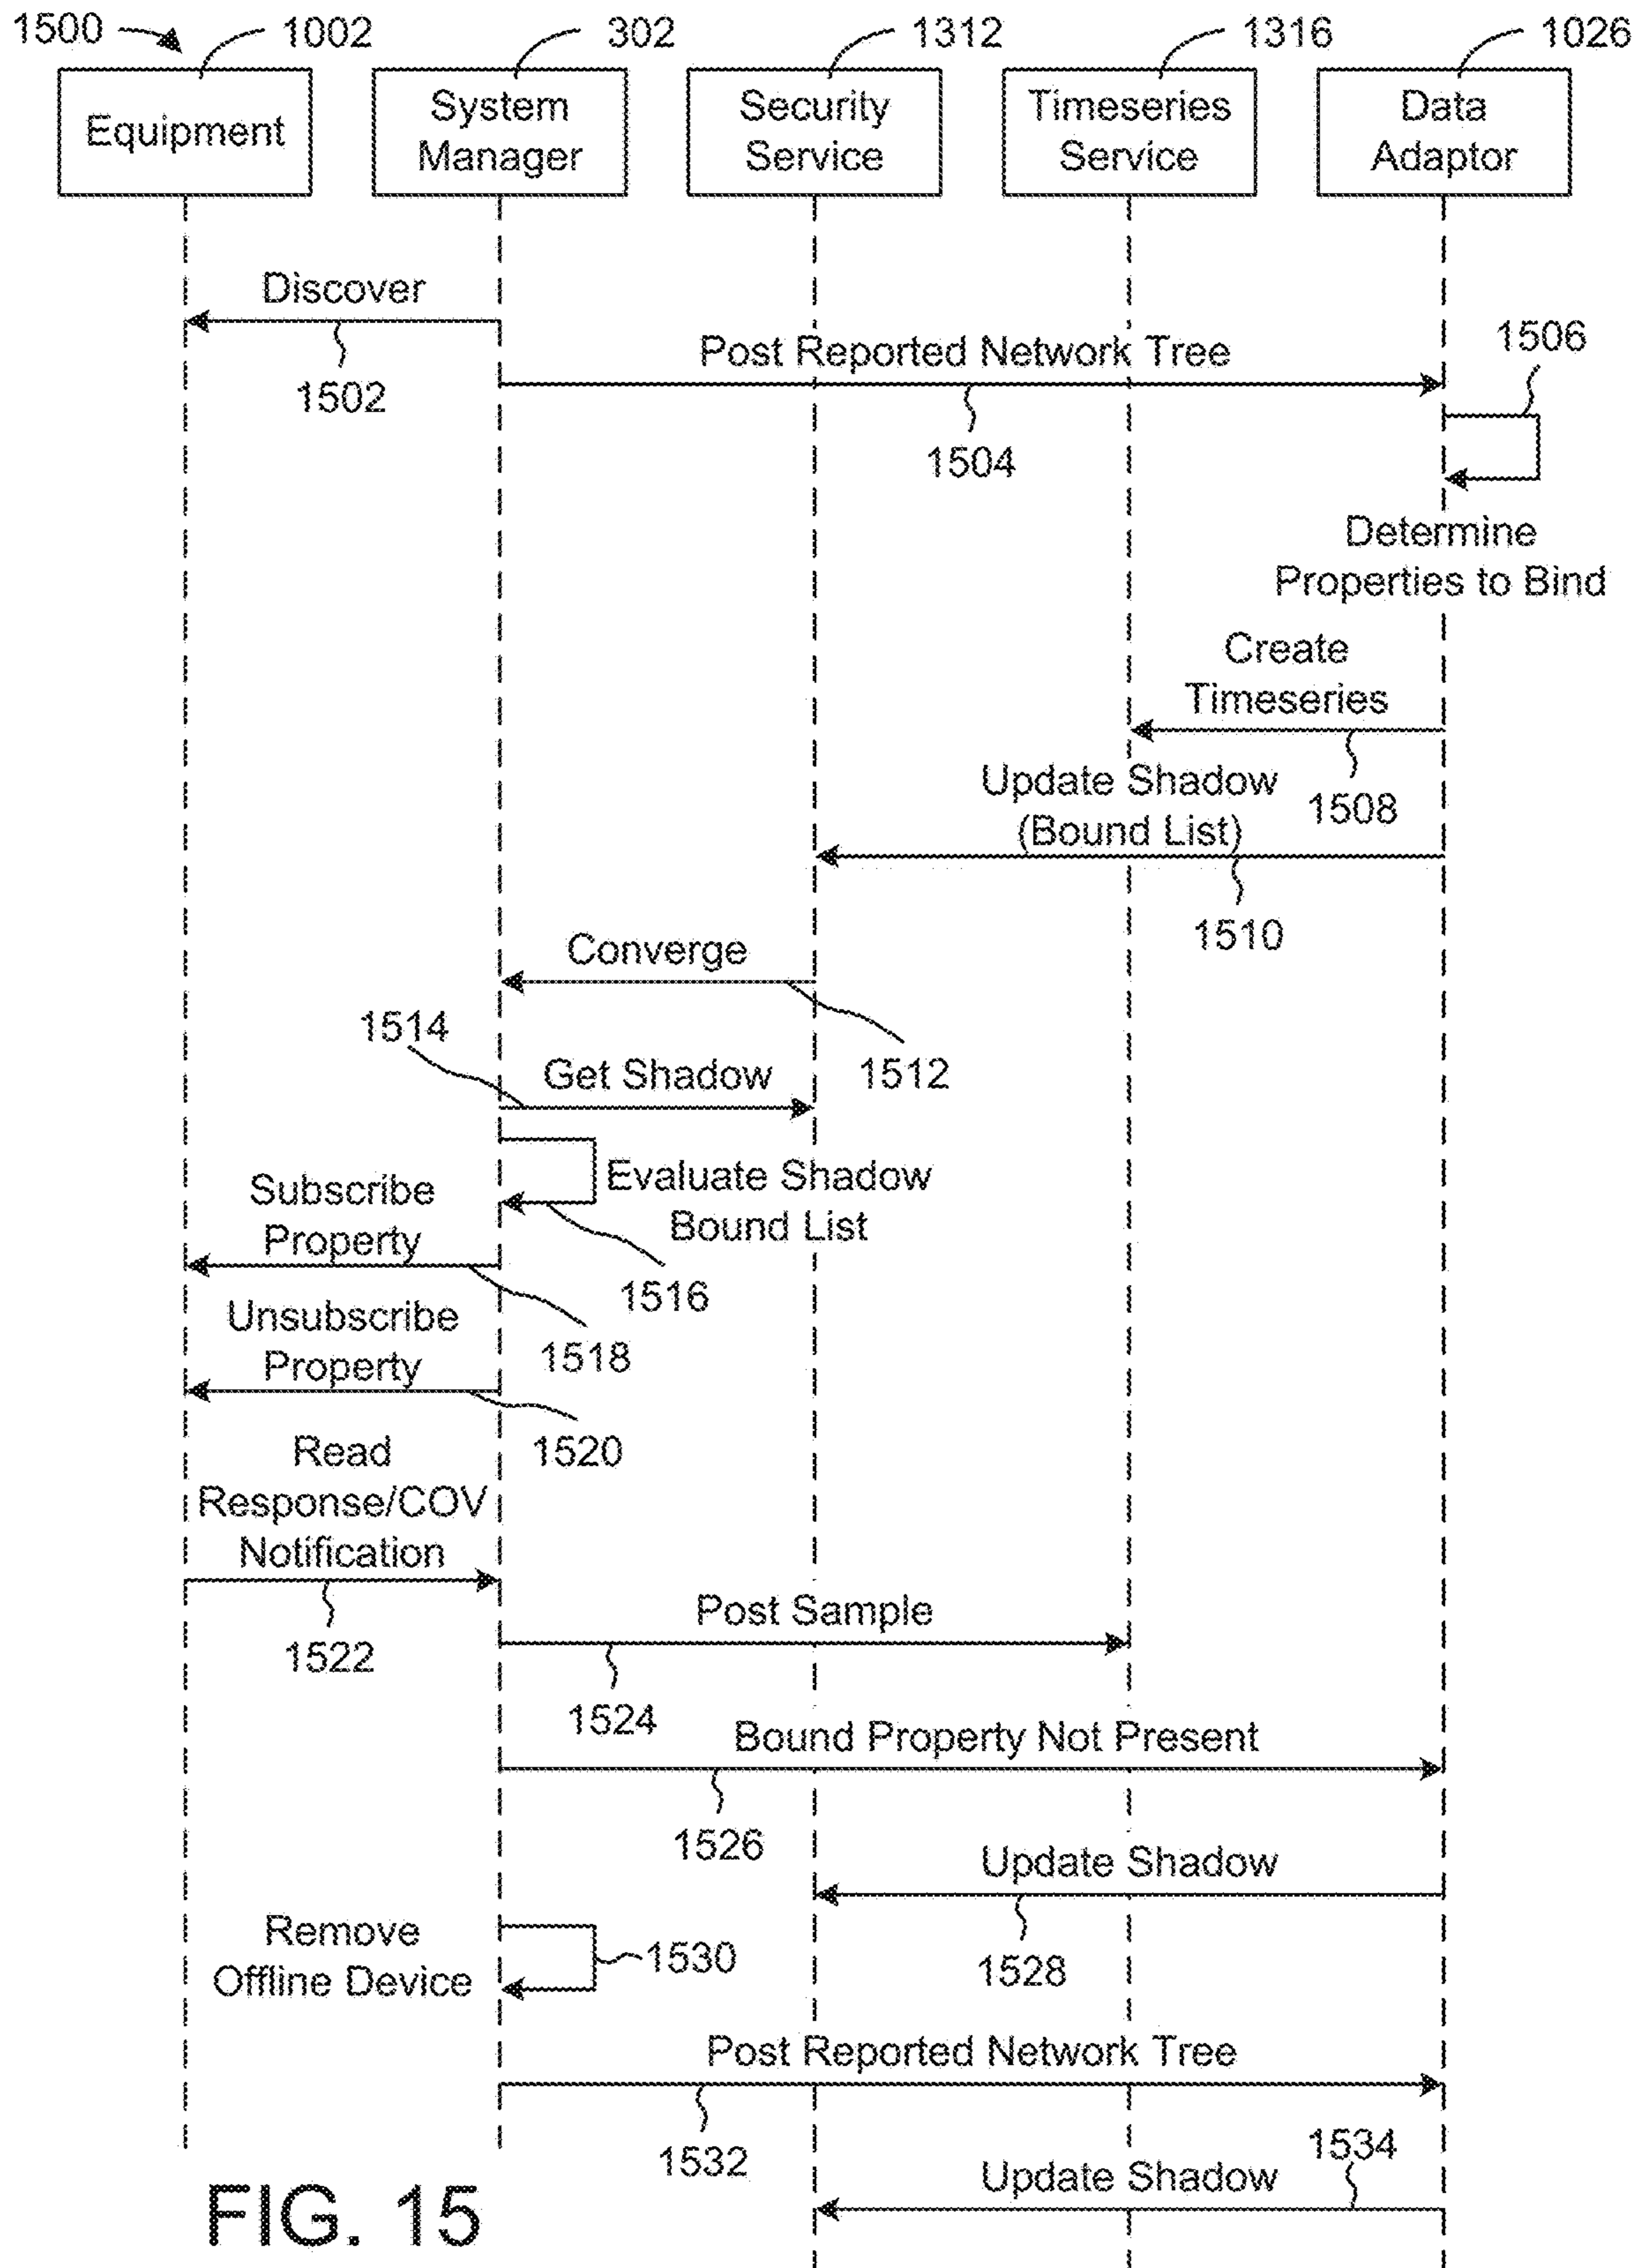 1500
1002
302
1312
1316
1026
Equipment
System
Manager
Security
Service
Timeseries
Service
Data
Adaptor
Discover
1502
Post Reported Network Tree
1504
1506
Determine
Properties to Bind
Create
Timeseries
1508
Update Shadow
(Bound List)
1510
Converge
1512
1514
Get Shadow
Evaluate Shadow
Bound List
1516
Subscribe
Property
1518
Unsubscribe
Property
1520
Read
Response/COV
Notification
1522
Post Sample
1524
Bound Property Not Present
1526
Update Shadow
1528
Remove
Offline Device
1530
Post Reported Network Tree
1532
1534
Update Shadow
FIG. 15